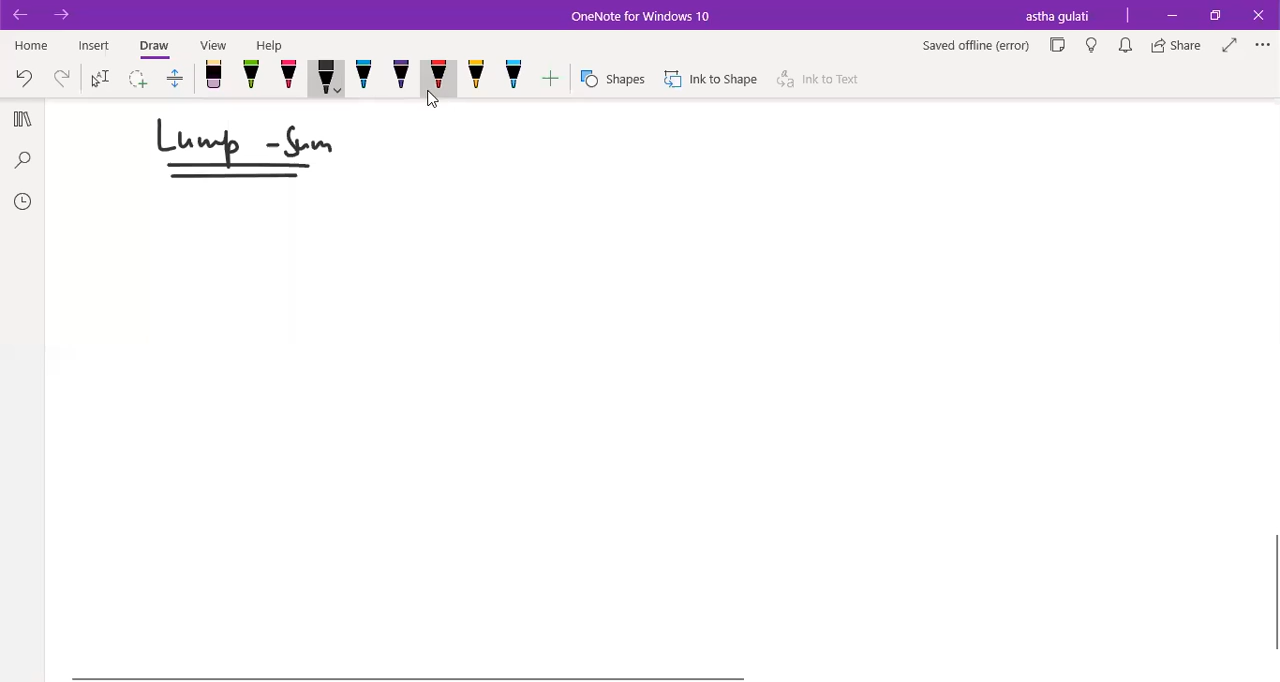 OneNote for Windows 10
astha gulati
Home Insert Draw View Help
Saved offline (error)
Share
Shapes
Ink to Shape
Ink to Text
Lump - Sum